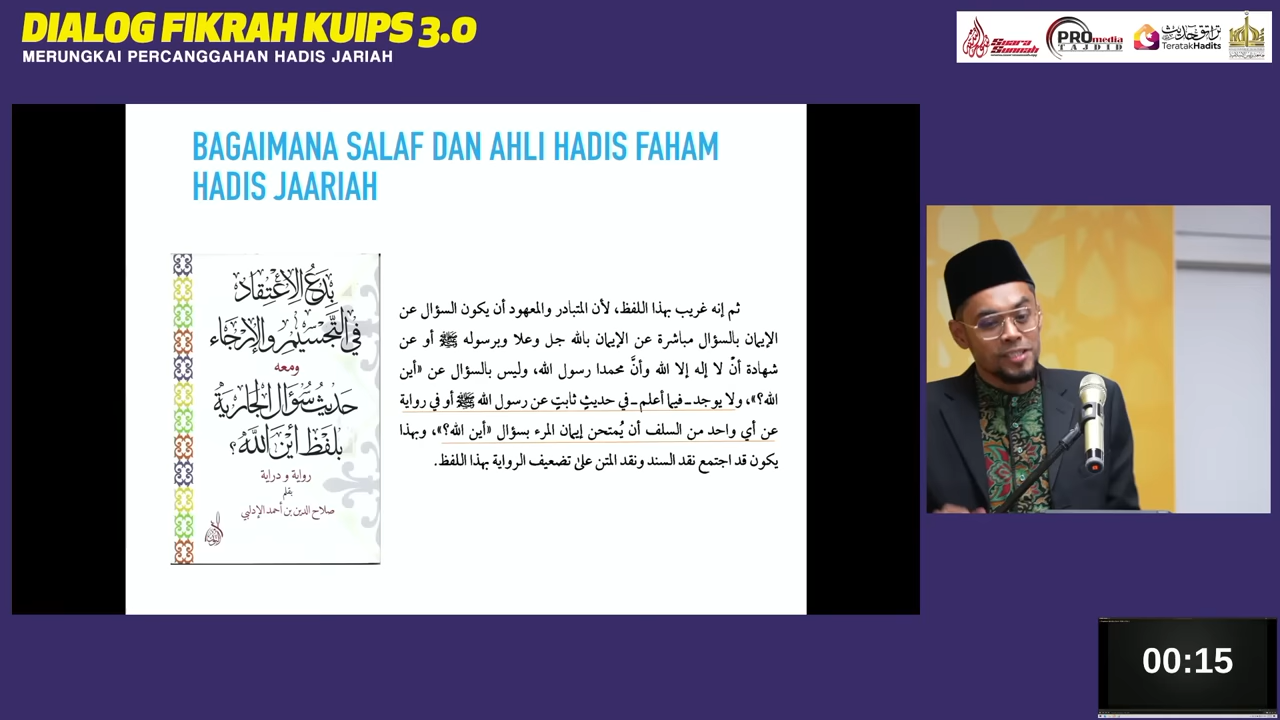 DIALOG FIKRAH KUIPS 3.0
MERUNGKAI PERCANGGAHAN HADIS JARIAH
Suara Sunnah
PROmedia
TAJDID
TeratakHadits
BAGAIMANA SALAF DAN AHLI HADIS FAHAM
HADIS JAARIAH
بِدَعُ الِاعْتِقَادِ
فِي التَّجْسِيمِ وَالإِرْجَاءِ
ومعه
حَدِيثُ سُؤَالِ الجَارِيَةِ
بِلَفْظِ أَيْنَ اللَّهُ؟
رواية و دراية
بقلم
صلاح الدين بن أحمد الإدلبي
ثم إنه غريب بهذا اللفظ، لأن المتبادر والمعهود أن يكون السؤال عن
الإيمان بالسؤال مباشرة عن الإيمان بالله جل وعلا وبرسوله ﷺ أو عن
شهادة أنْ لا إله إلا الله وأنَّ محمدا رسول الله، وليس بالسؤال عن «أين
الله؟»، ولا يوجد ـ فيما أعلم ـ في حديثٍ ثابتٍ عن رسول الله ﷺ أو في رواية
عن أي واحد من السلف أن يُمتحن إيمان المرء بسؤال «أين الله؟»، وبهذا
يكون قد اجتمع نقد السند ونقد المتن على تضعيف الرواية بهذا اللفظ.
00:15